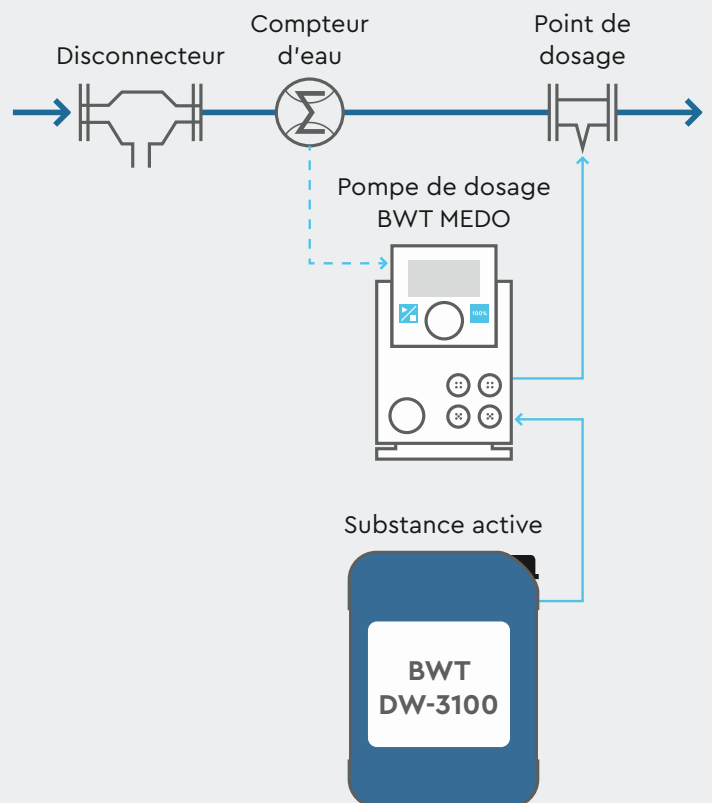 Disconnecteur
Compteur
d'eau
Point de
dosage
Σ
Pompe de dosage
BWT MEDO
100%
Substance active
BWT
DW-3100